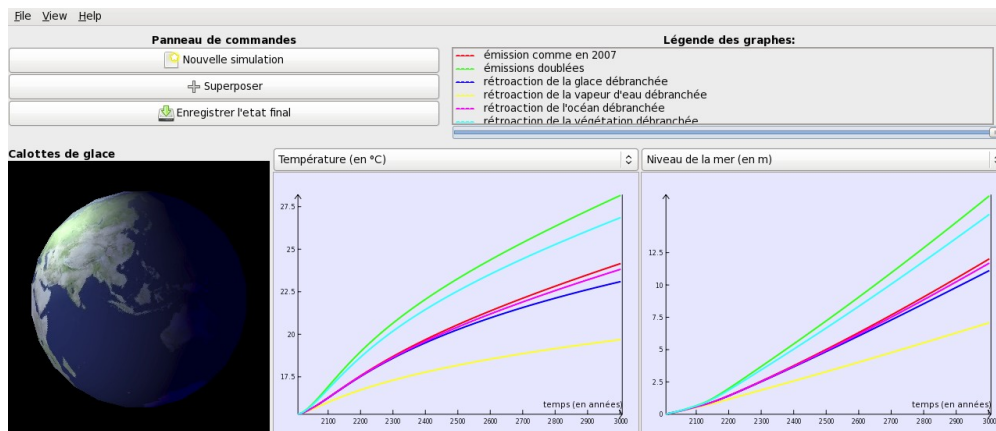 File View Help
Panneau de commandes
Nouvelle simulation
Superposer
Enregistrer l'etat final
Légende des graphes:
émission comme en 2007
émissions doublées
rétroaction de la glace débranchée
rétroaction de la vapeur d'eau débranchée
rétroaction de l'océan débranchée
rétroaction de la végétation débranchée
Calottes de glace
Température (en °C)
27.5
25
22.5
20
17.5
temps (en années)
2100 2200 2300 2400 2500 2600 2700 2800 2900 3000
Niveau de la mer (en m)
12.5
10
7.5
5
2.5
0
temps (en années)
2100 2200 2300 2400 2500 2600 2700 2800 2900 3000